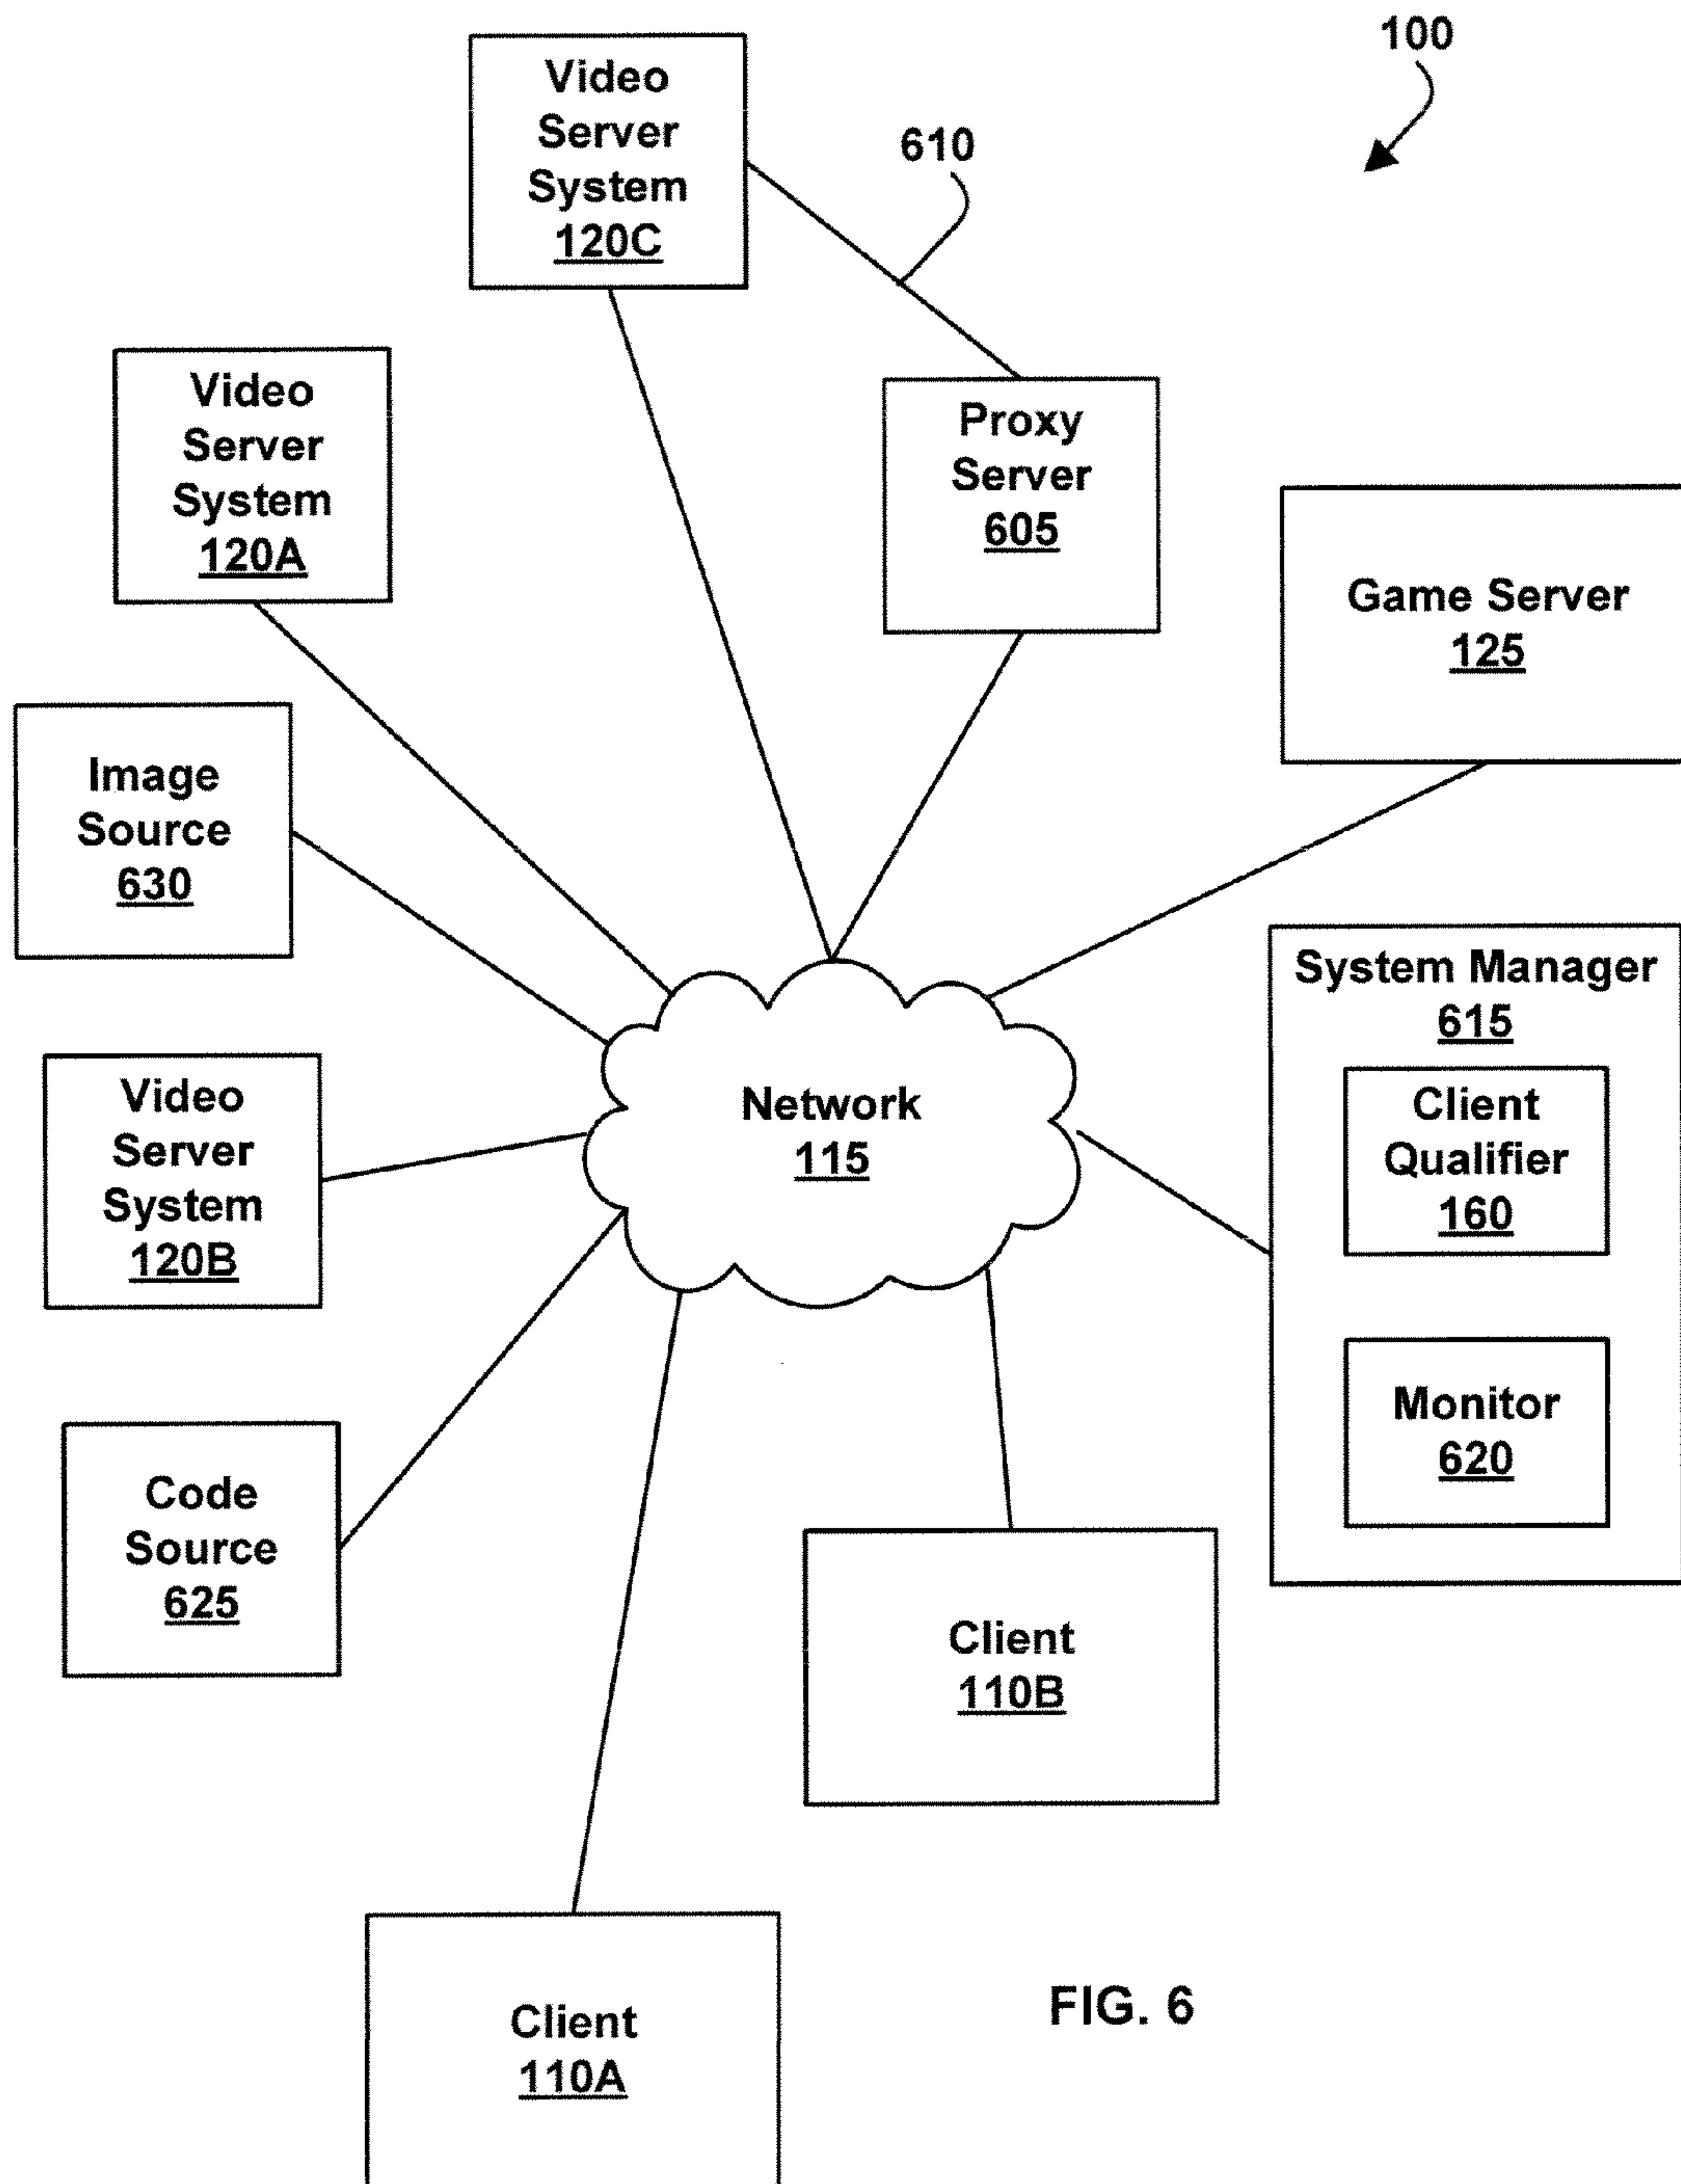 100
Video
Server
System
120C
610
Video
Server
System
120A
Proxy
Server
605
Game Server
125
Image
Source
630
System Manager
615
Client
Qualifier
160
Video
Server
System
120B
Network
115
Monitor
620
Code
Source
625
Client
110B
FIG. 6
Client
110A